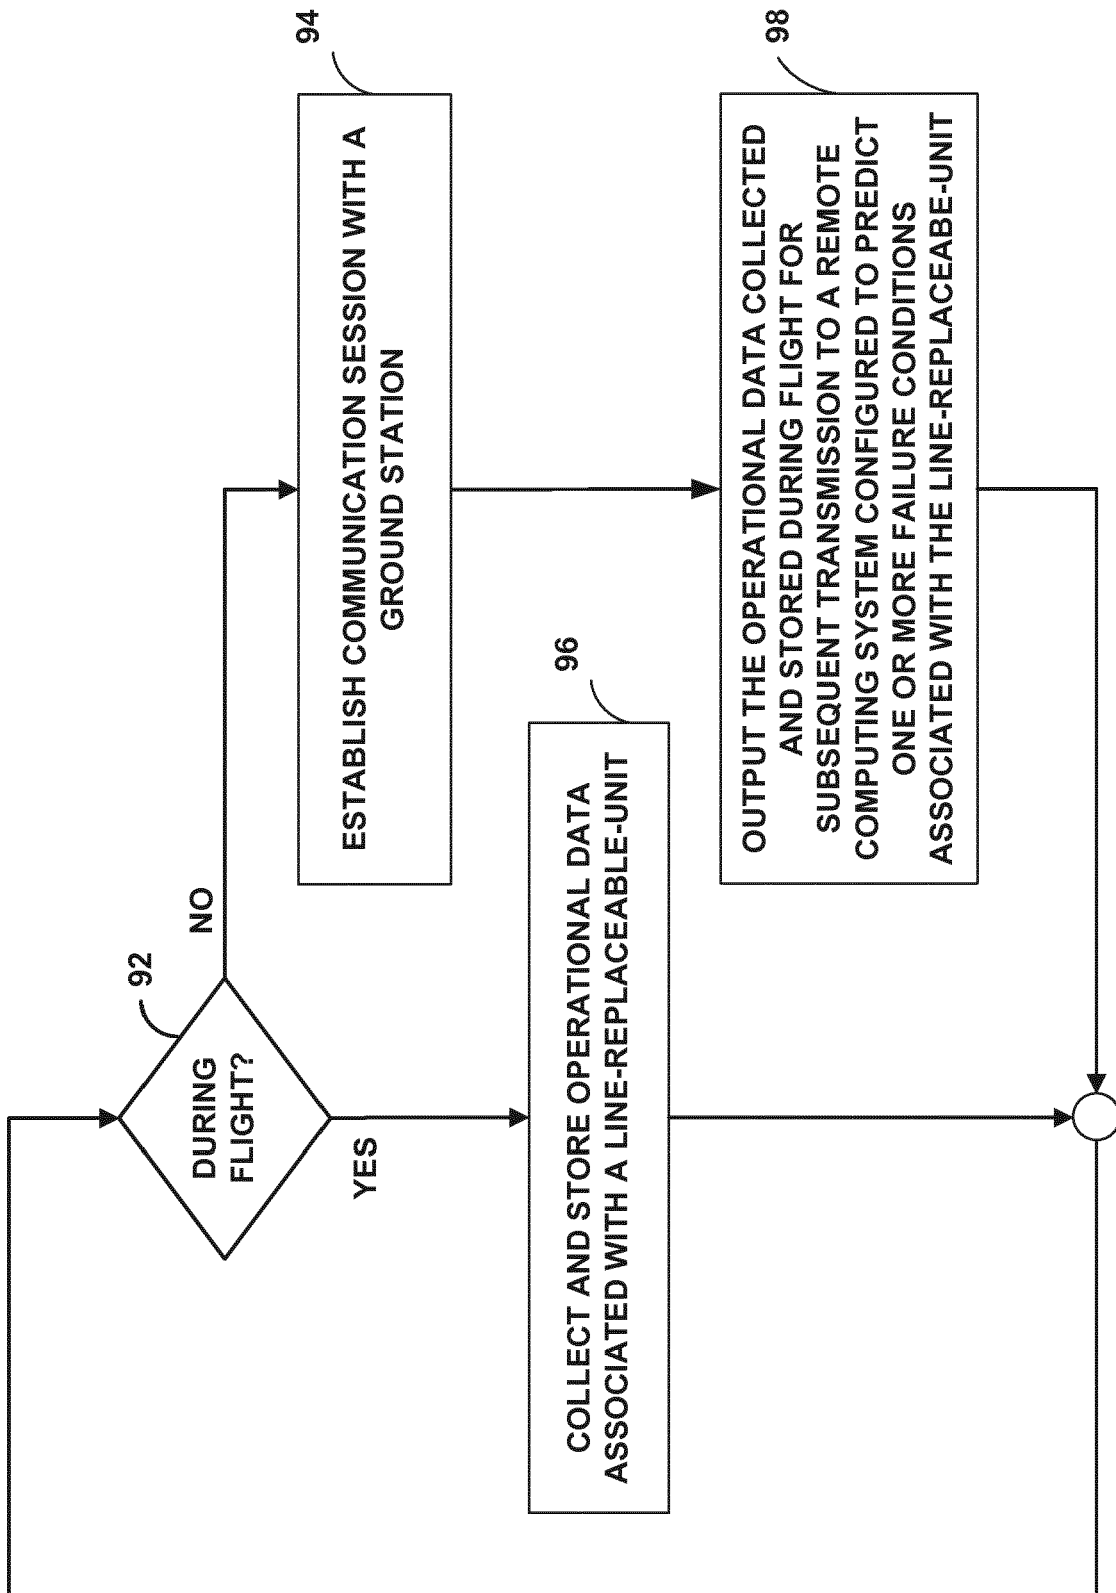 92
DURING
FLIGHT?
NO
YES
94
ESTABLISH COMMUNICATION SESSION WITH A
GROUND STATION
96
COLLECT AND STORE OPERATIONAL DATA
ASSOCIATED WITH A LINE-REPLACEABLE-UNIT
98
OUTPUT THE OPERATIONAL DATA COLLECTED
AND STORED DURING FLIGHT FOR
SUBSEQUENT TRANSMISSION TO A REMOTE
COMPUTING SYSTEM CONFIGURED TO PREDICT
ONE OR MORE FAILURE CONDITIONS
ASSOCIATED WITH THE LINE-REPLACEABE-UNIT